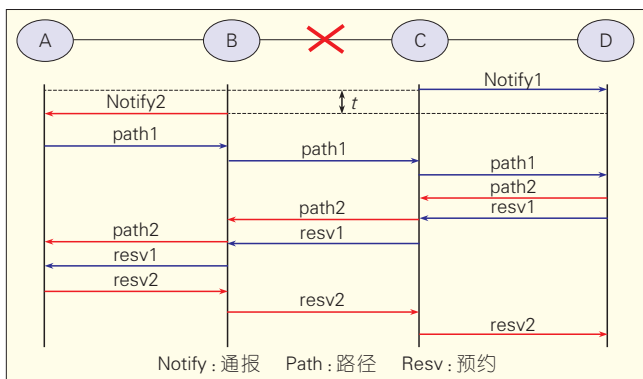 A B C D
Notify1
t
Notify2
path1
path1
path1
path2
path2
resv1
path2
resv1
resv1
resv2
resv2
resv2
Notify：通报 Path：路径 Resv：预约